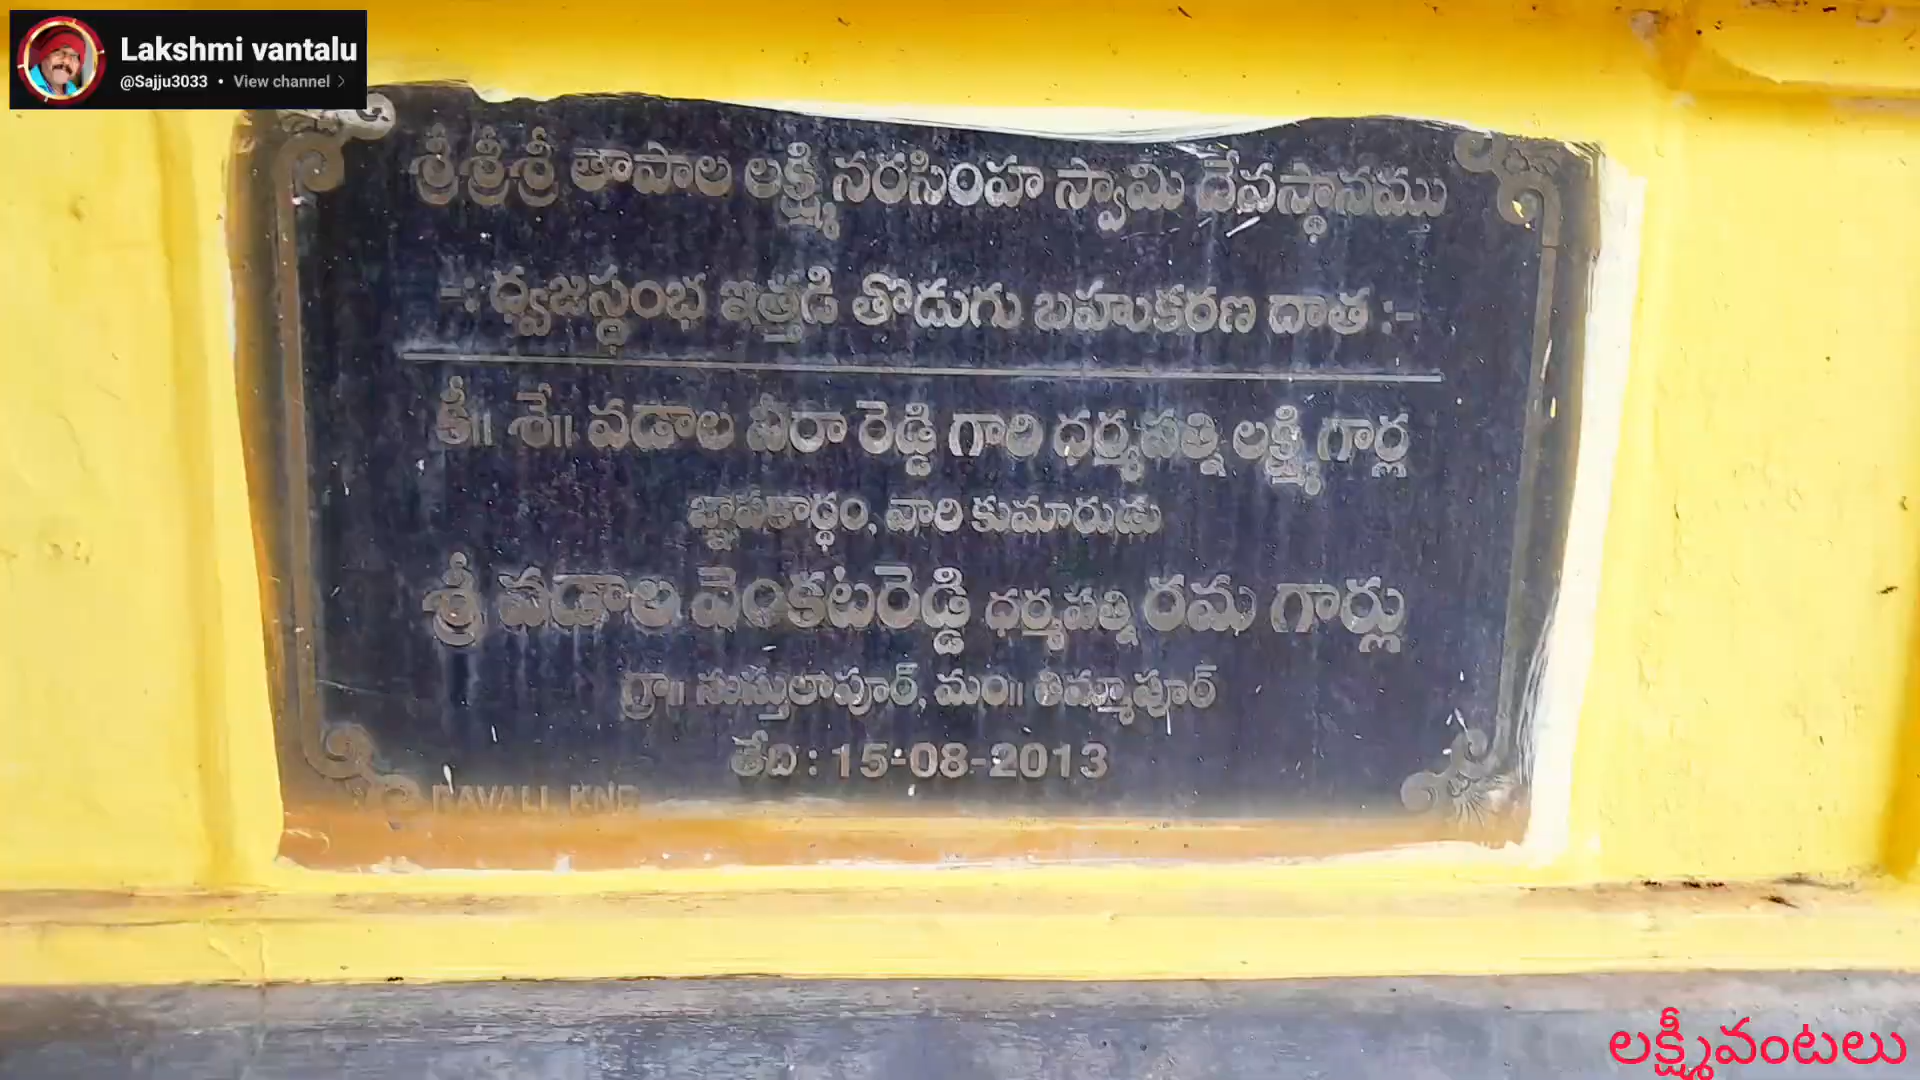 Lakshmi vantalu
@Sajju3033 • View channel >
శ్రీశ్రీశ్రీ తాపాల లక్ష్మి నరసింహ స్వామి దేవస్థానము
-: ధ్వజస్థంభ ఇత్తడి తొడుగు బహుకరణ దాత :-
కీ॥ శే॥ వడాల వీరా రెడ్డి గారి ధర్మపత్ని లక్ష్మి గార్ల
జ్ఞాపకార్థం, వారి కుమారుడు
శ్రీ వడాల వెంకటరెడ్డి ధర్మపత్ని రమ గార్లు
గ్రా॥ నుస్తులాపూర్, మం॥ తిమ్మాపూర్
తేది : 15-08-2013
KNR
లక్ష్మీవంటలు